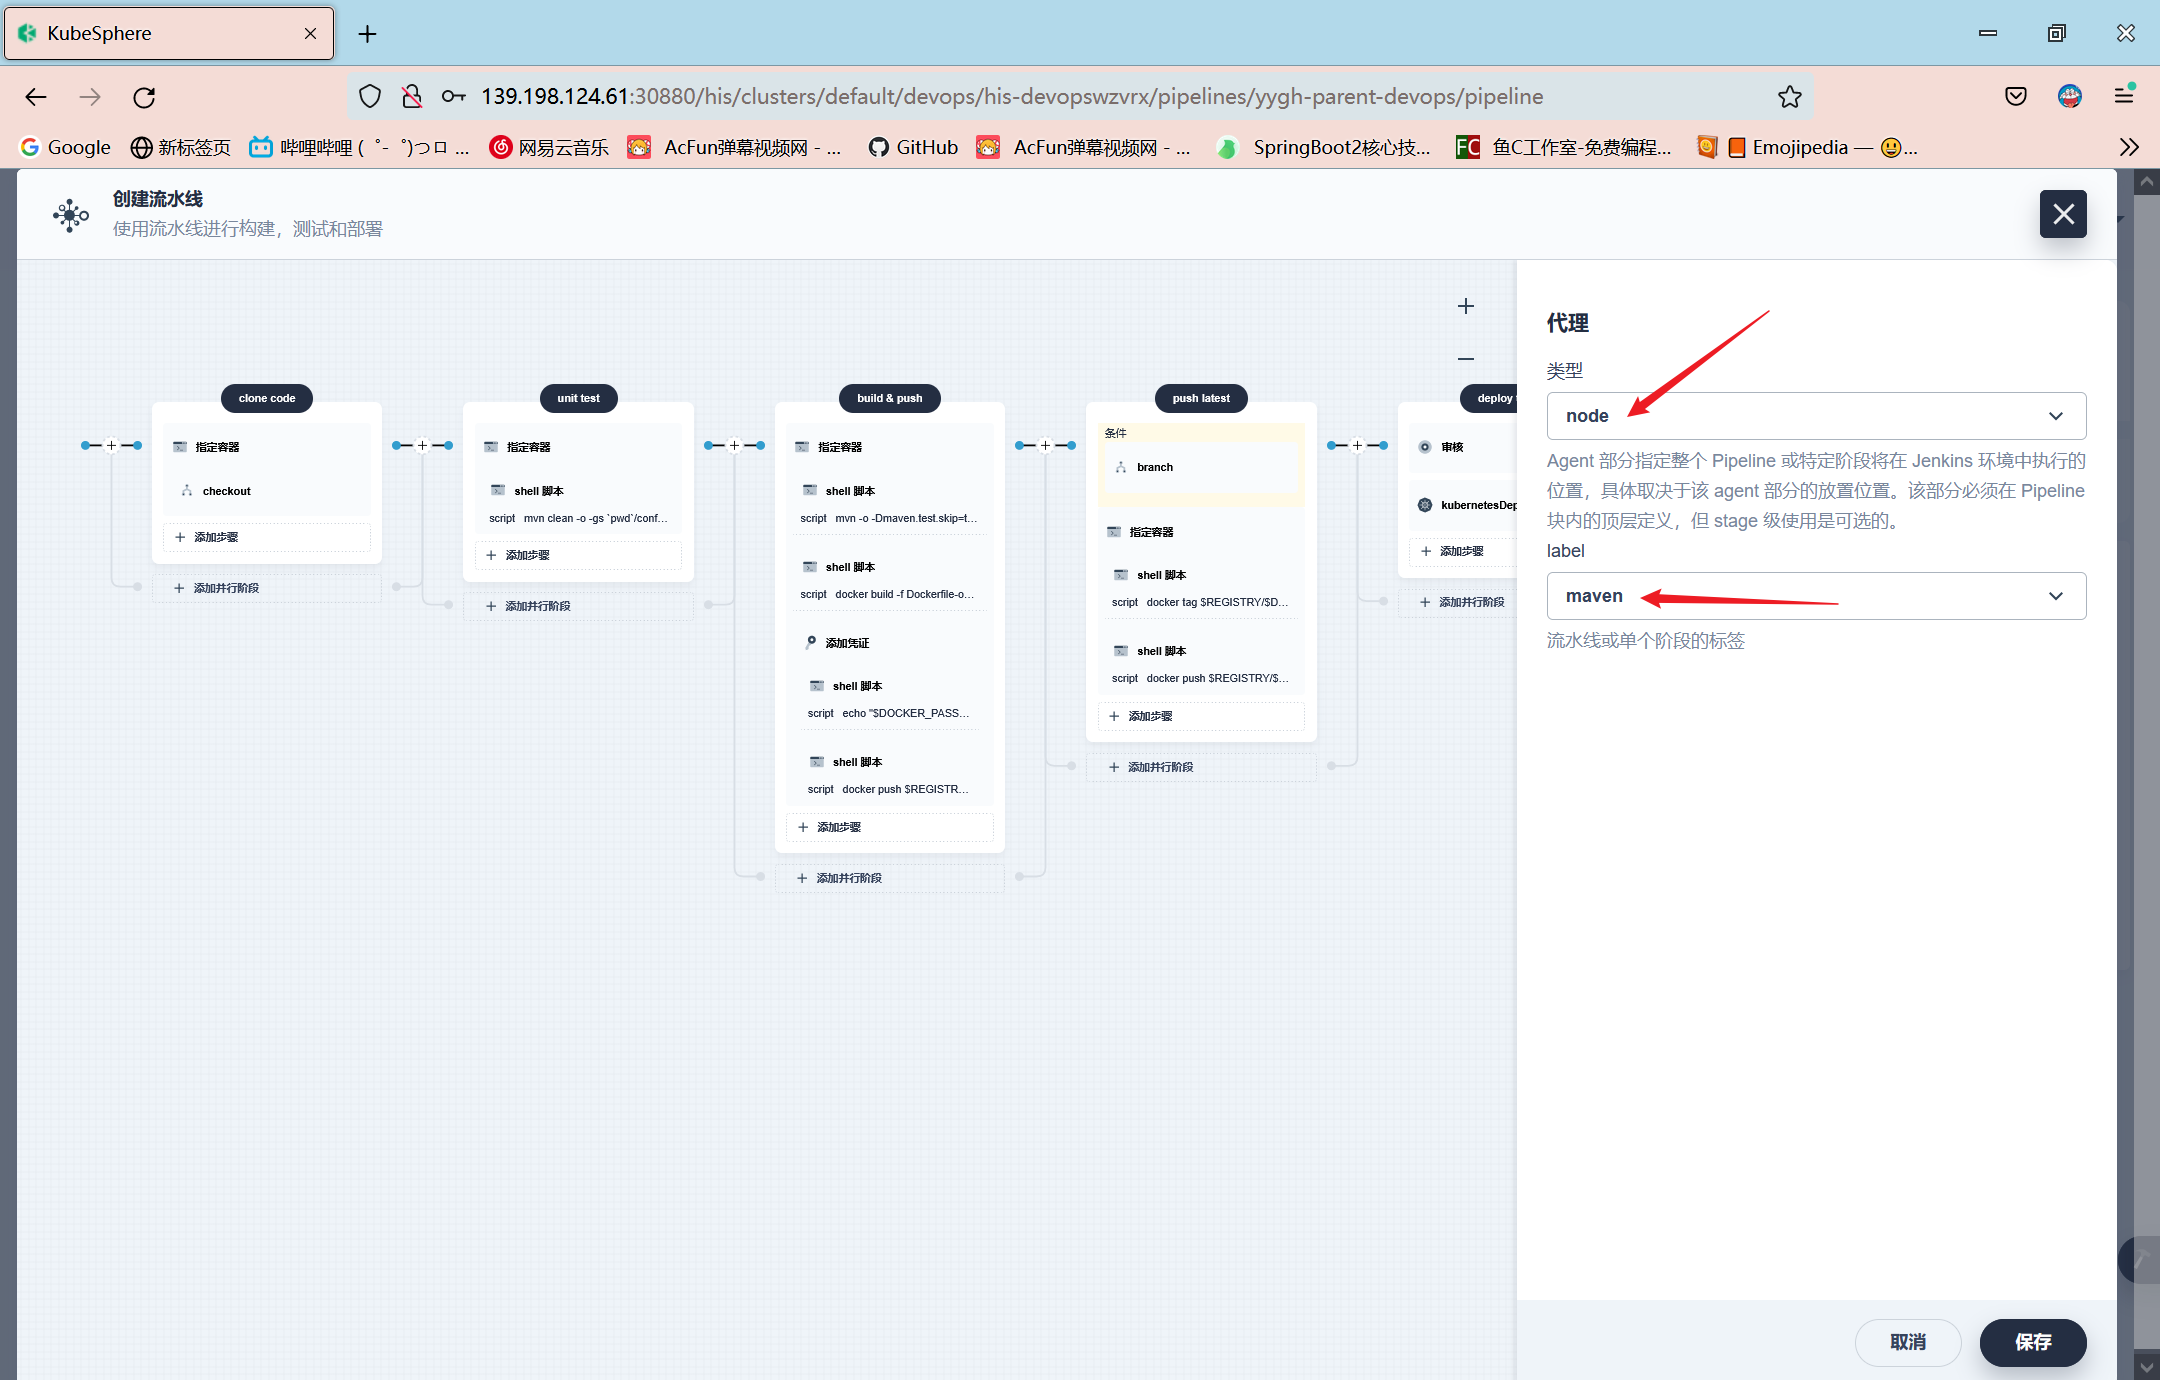 KubeSphere
139.198.124.61:30880/his/clusters/default/devops/his-devopswzvrx/pipelines/yygh-parent-devops/pipeline
Google
新标签页
哔哩哔哩 ( ゜- ゜)つロ ...
网易云音乐
AcFun弹幕视频网 - ...
GitHub
AcFun弹幕视频网 - ...
SpringBoot2核心技...
FC
鱼C工作室-免费编程...
Emojipedia — 😃...
创建流水线
使用流水线进行构建，测试和部署
clone code
指定容器
checkout
添加步骤
添加并行阶段
unit test
指定容器
shell 脚本
script mvn clean -o -gs `pwd`/conf...
添加步骤
添加并行阶段
build & push
指定容器
shell 脚本
script mvn -o -Dmaven.test.skip=t...
shell 脚本
script docker build -f Dockerfile-o...
添加凭证
shell 脚本
script echo "$DOCKER_PASS...
shell 脚本
script docker push $REGISTR...
添加步骤
添加并行阶段
push latest
条件
branch
指定容器
shell 脚本
script docker tag $REGISTRY/$D...
shell 脚本
script docker push $REGISTRY/$...
添加步骤
添加并行阶段
deploy
审核
kubernetesDep
添加步骤
添加并行阶段
代理
类型
node
Agent 部分指定整个 Pipeline 或特定阶段将在 Jenkins 环境中执行的
位置，具体取决于该 agent 部分的放置位置。该部分必须在 Pipeline
块内的顶层定义，但 stage 级使用是可选的。
label
maven
流水线或单个阶段的标签
取消
保存